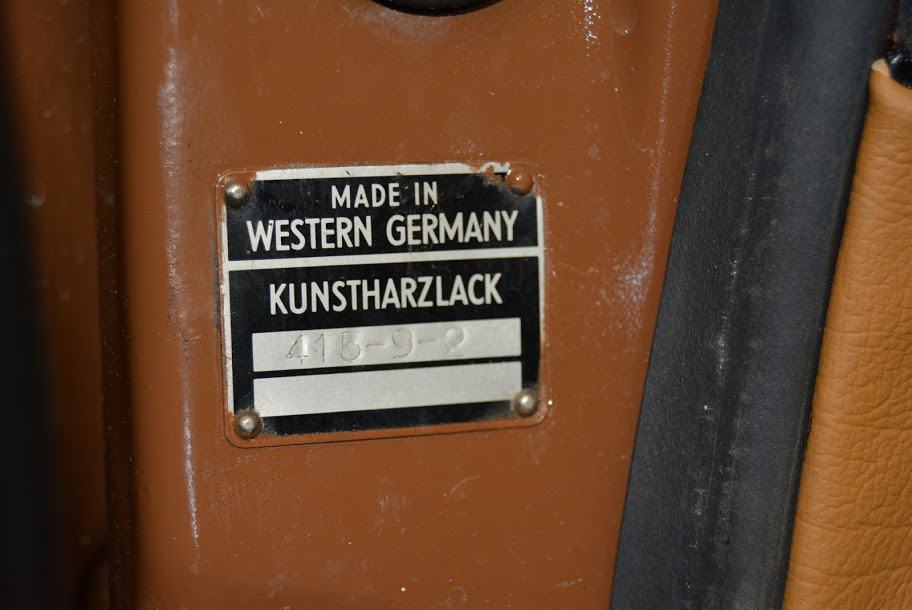 MADE IN
WESTERN GERMANY
KUNSTHARZLACK
415-9-2